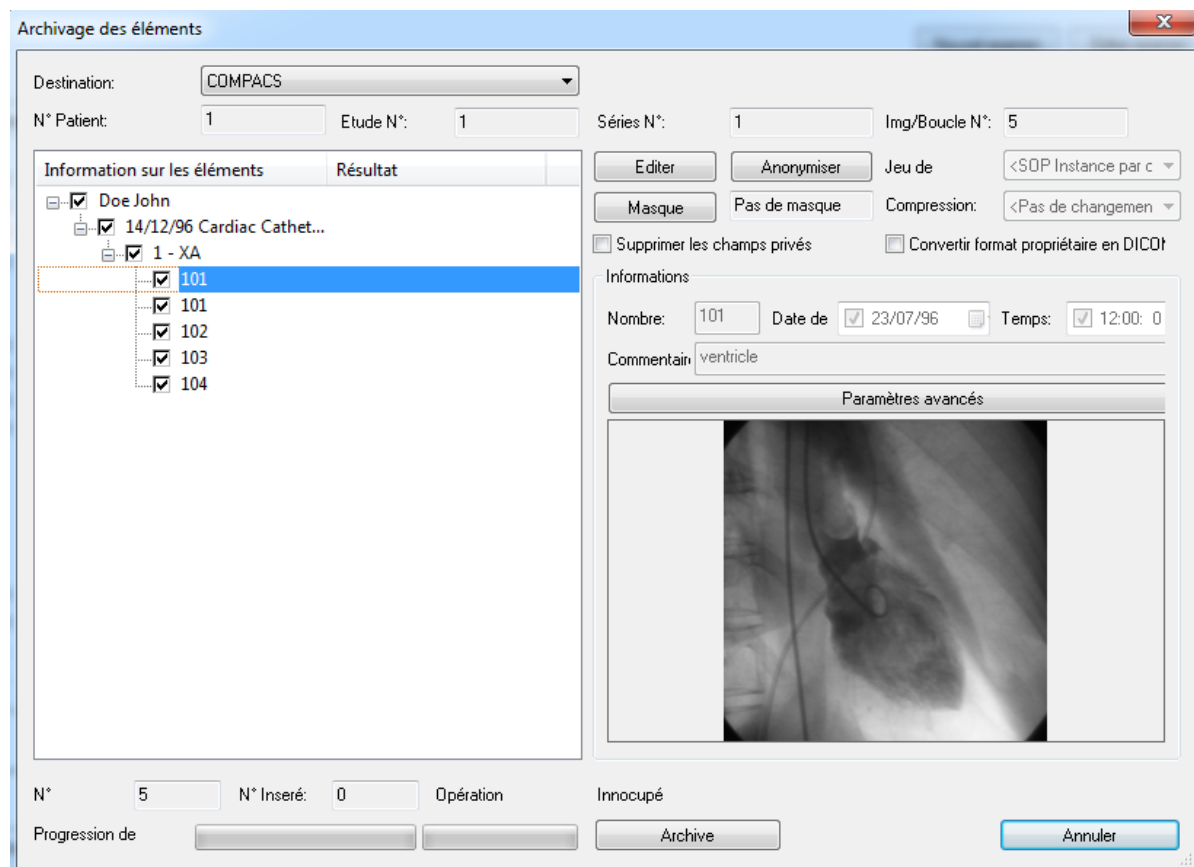 Archivage des éléments
Destination: COMPACS
N° Patient: 1 Etude N°: 1 Séries N°: 1 Img/Boucle N°: 5
Information sur les éléments Résultat
Doe John
14/12/96 Cardiac Cathet...
1 - XA
101
101
102
103
104
Editer Anonymiser Jeu de <SOP Instance par c
Masque Pas de masque Compression: <Pas de changemen
Supprimer les champs privés Convertir format propriétaire en DICOM
Informations
Nombre: 101 Date de 23/07/96 Temps: 12:00: 0
Commentair ventricle
Paramètres avancés
N° 5 N° Inseré: 0 Opération Innocupé
Progression de Archive Annuler